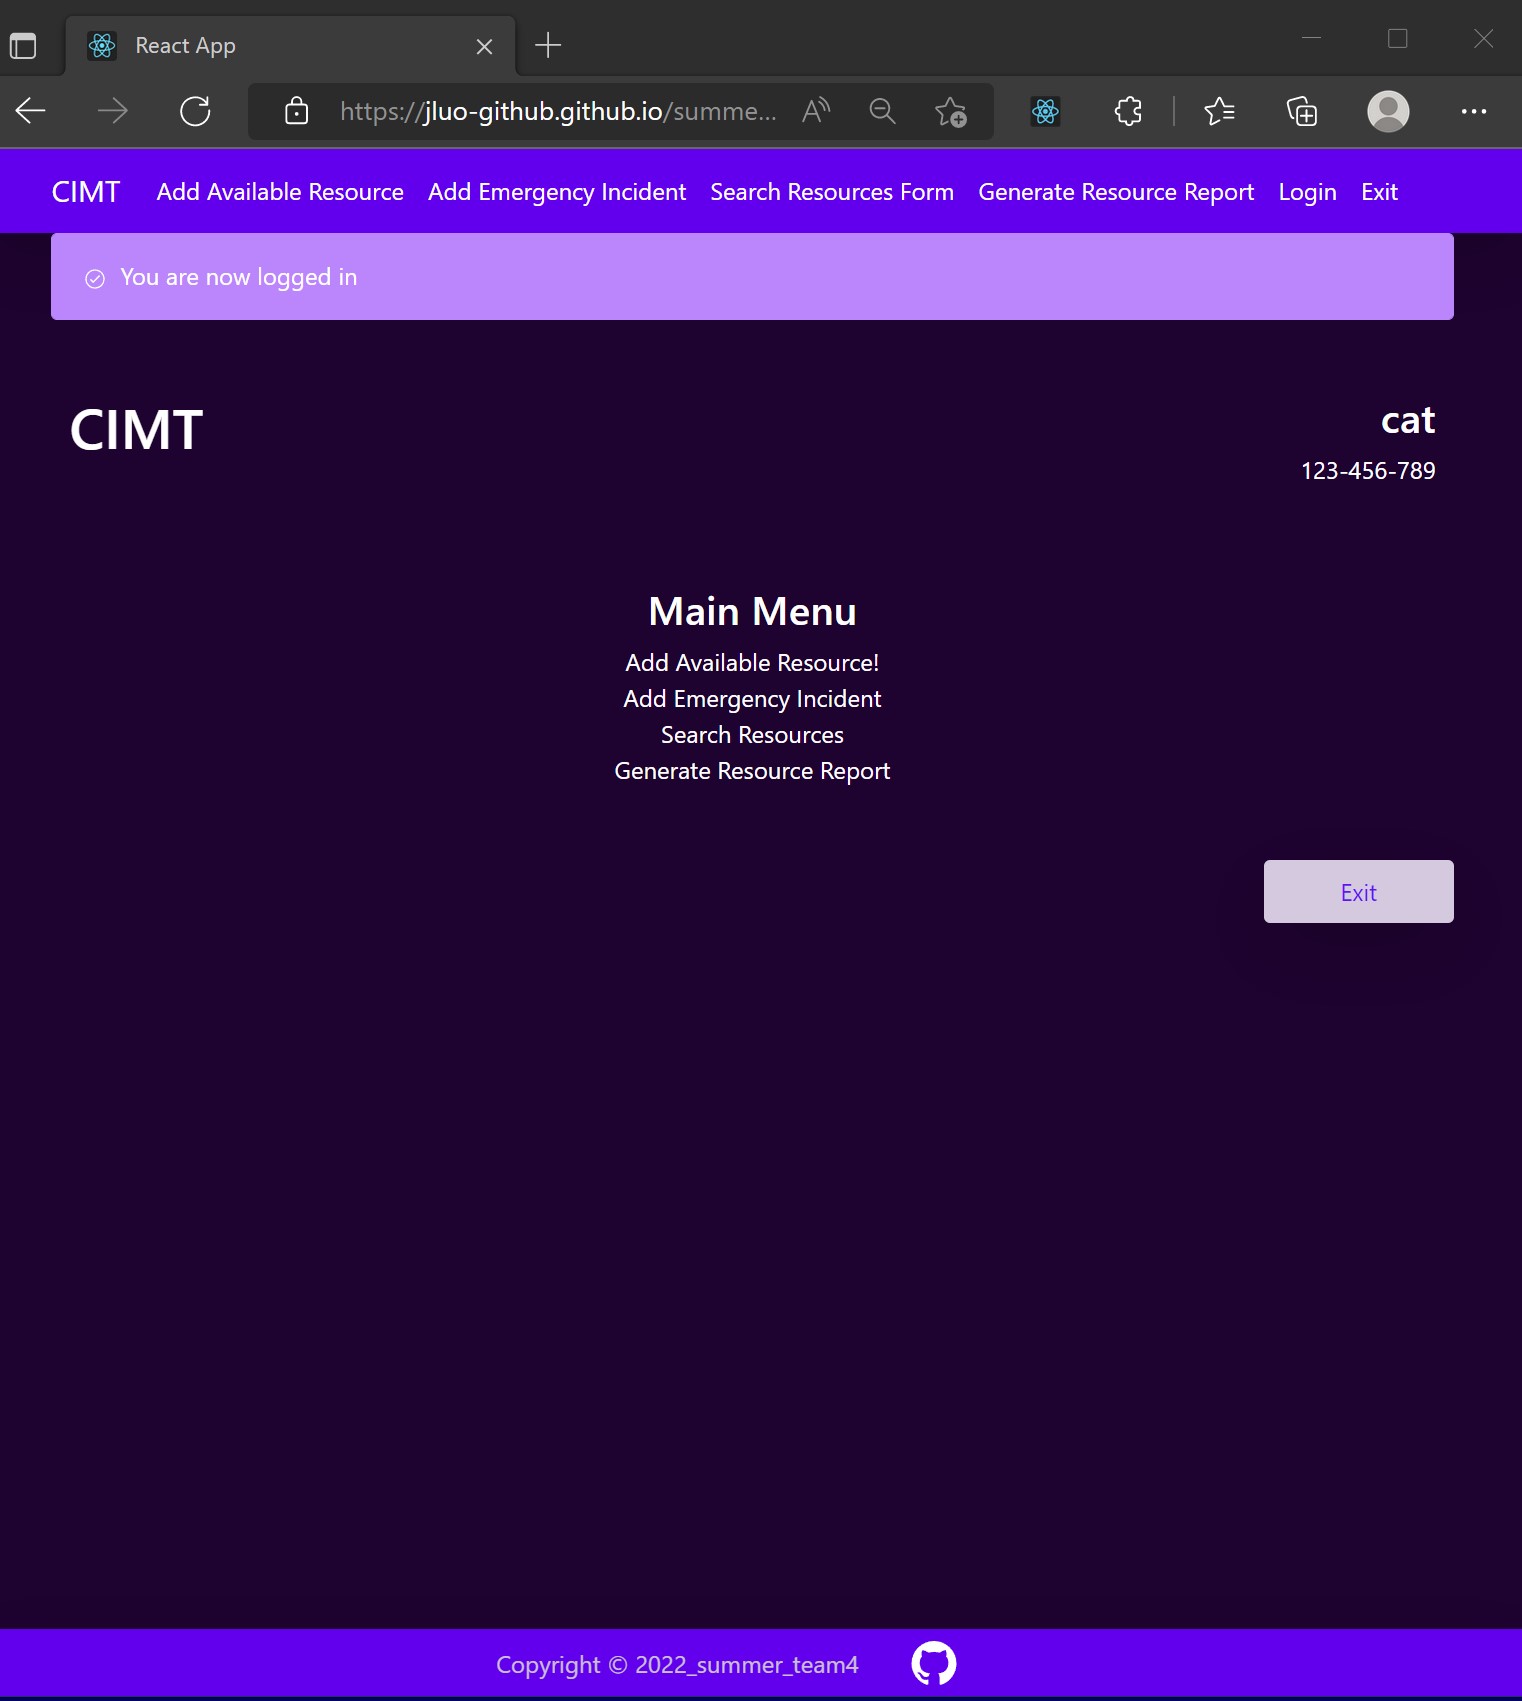 React App
https://jluo-github.github.io/summe...
CIMT Add Available Resource Add Emergency Incident Search Resources Form Generate Resource Report Login Exit
You are now logged in
CIMT
cat
123-456-789
Main Menu
Add Available Resource!
Add Emergency Incident
Search Resources
Generate Resource Report
Exit
Copyright © 2022_summer_team4